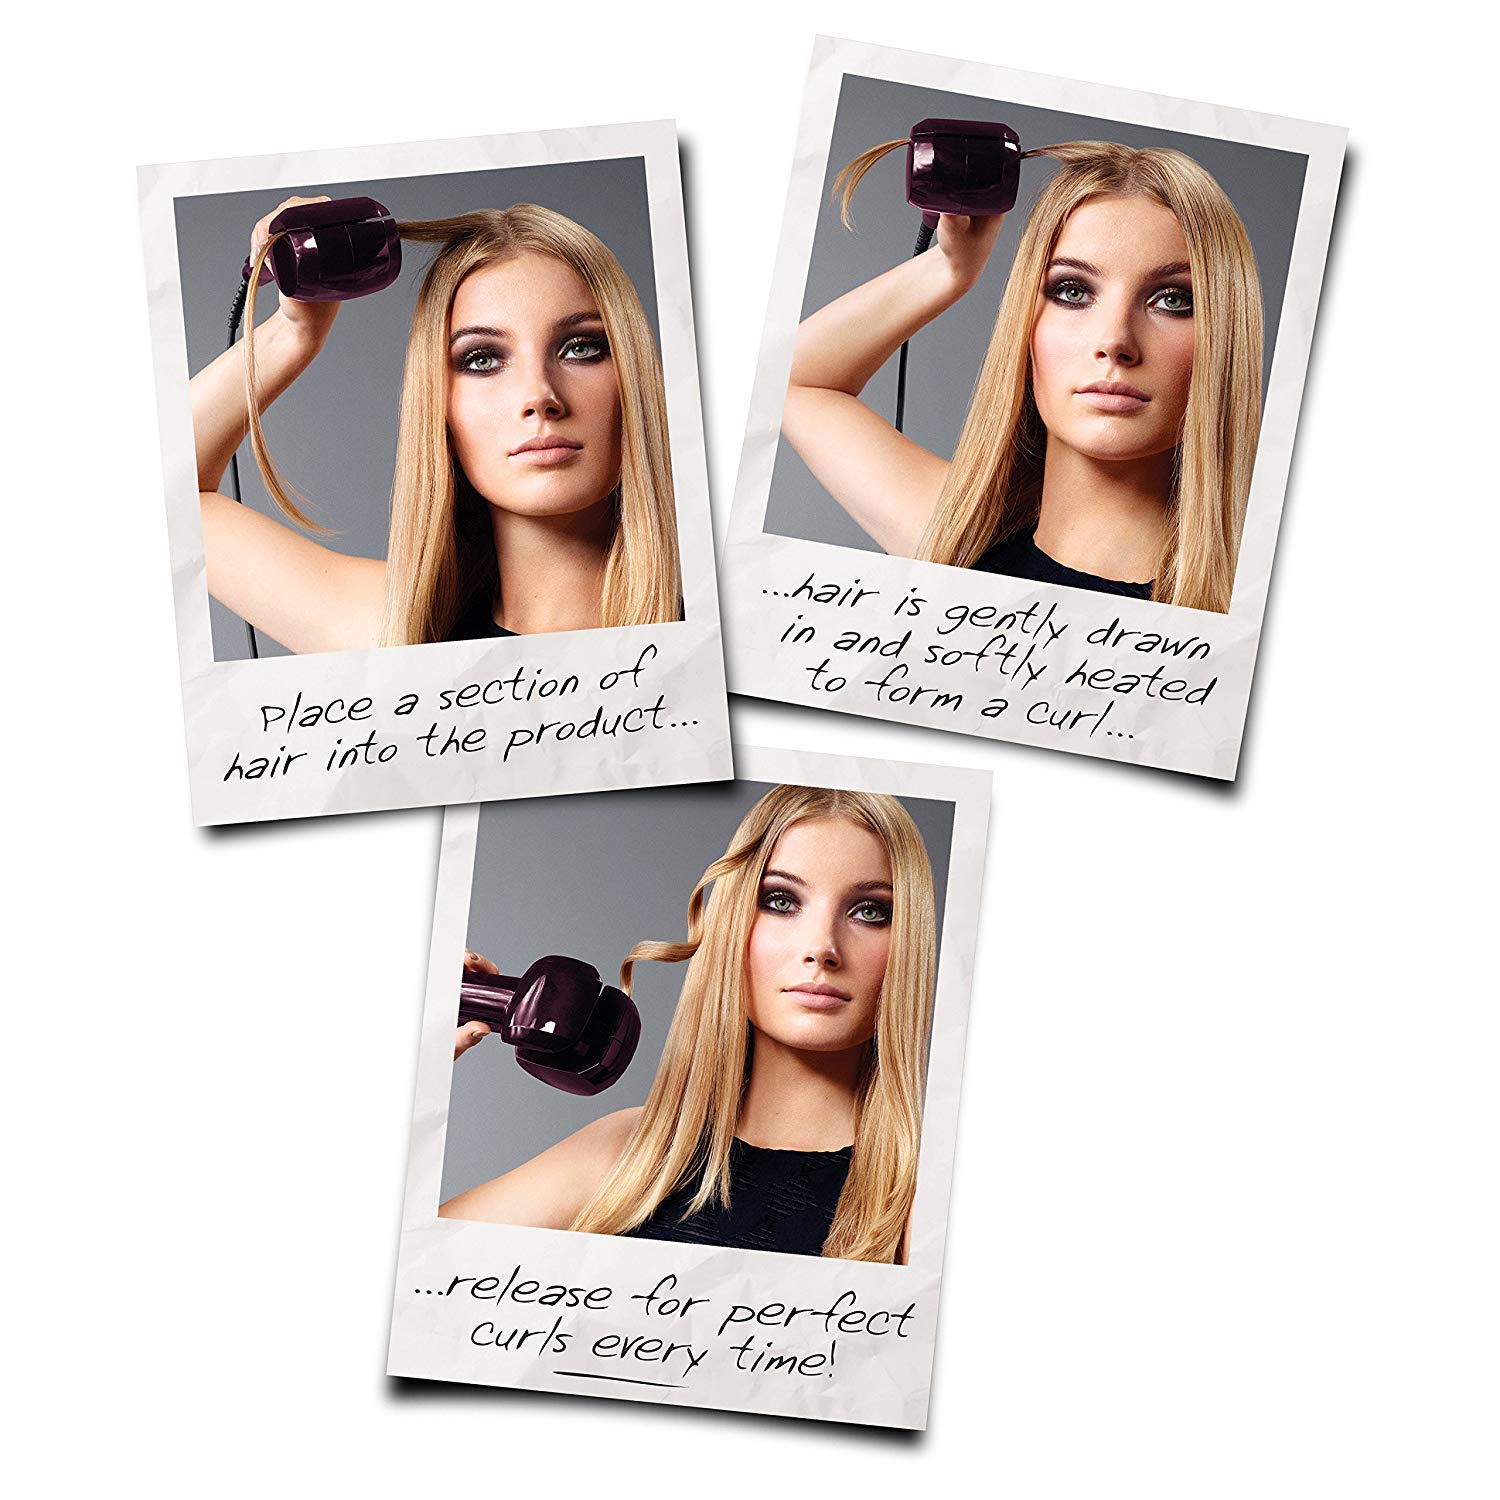 Place a section of
hair into the product...
...hair is gently drawn
in and softly heated
to form a curl...
...release for perfect
curls every time!